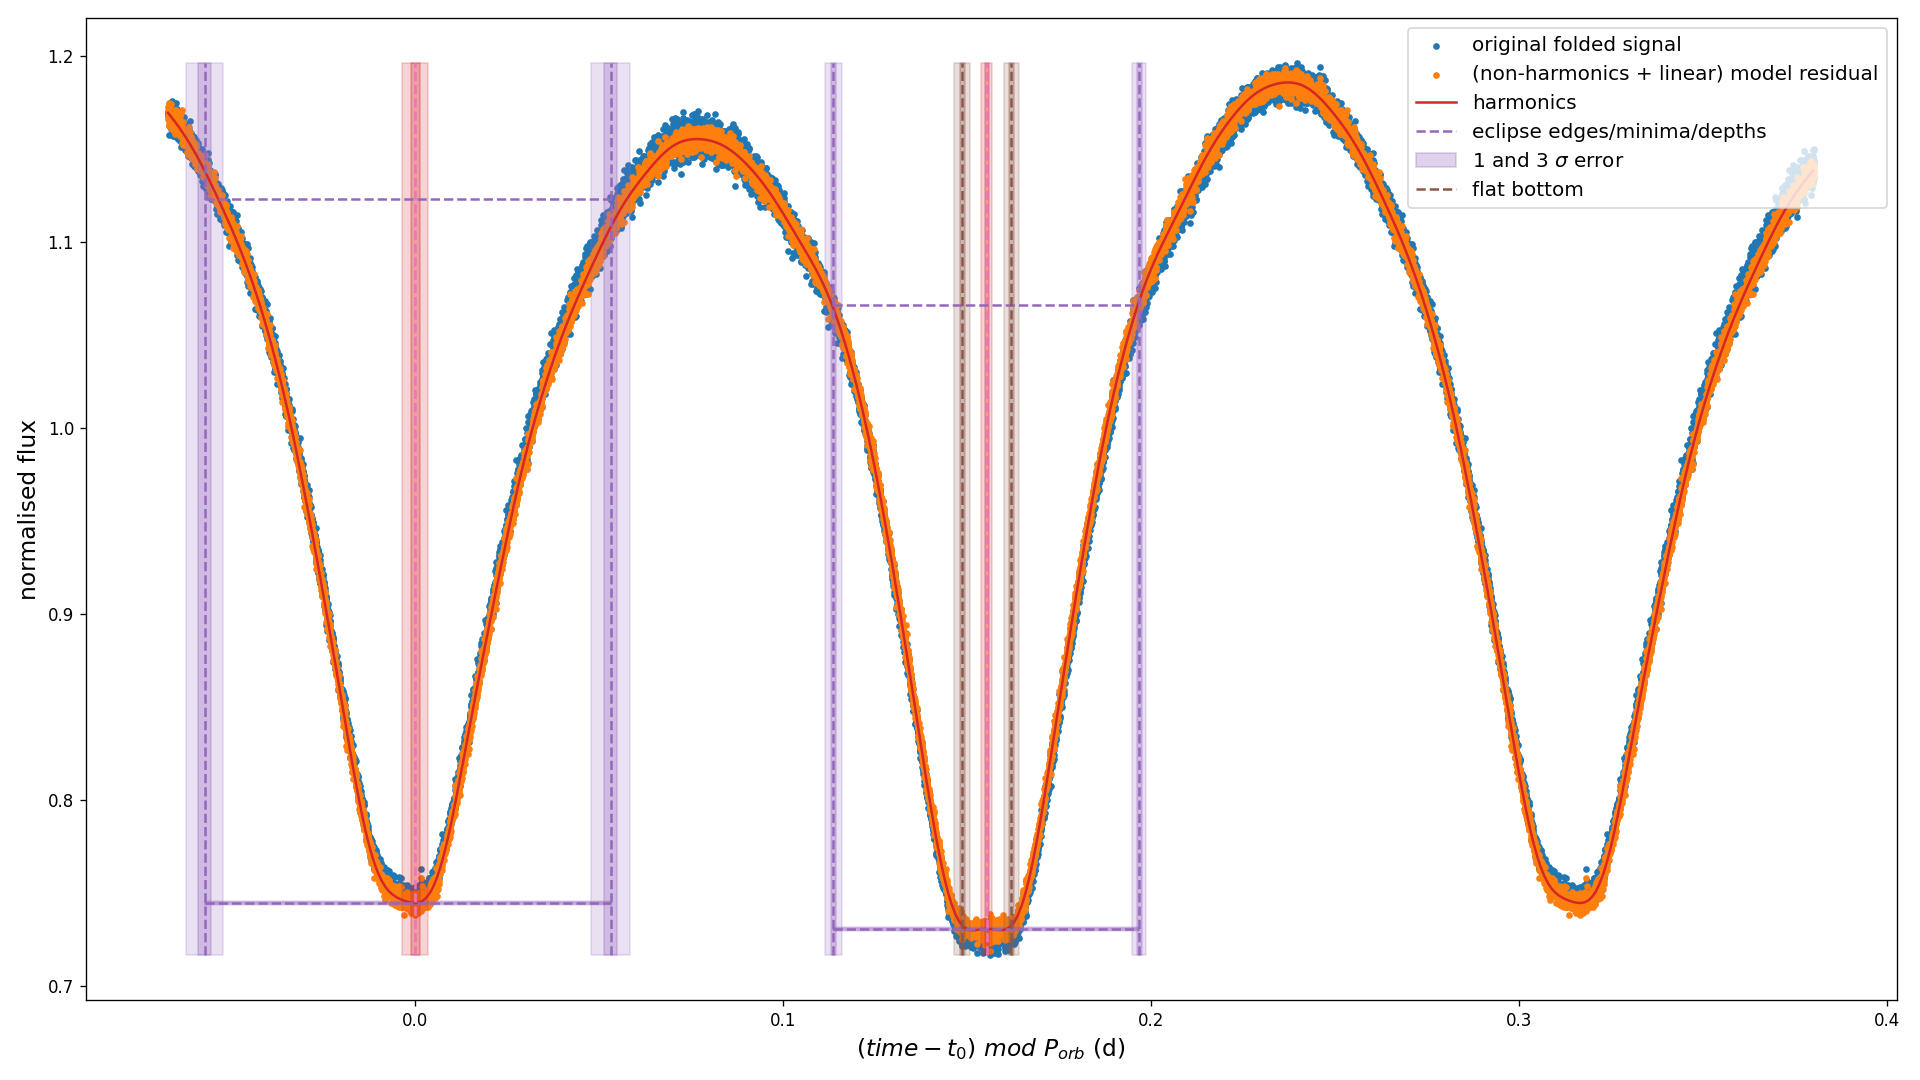 1.2
1.1
1.0
0.9
0.8
0.7
normalised flux
original folded signal
(non-harmonics + linear) model residual
harmonics
eclipse edges/minima/depths
1 and 3 σ error
flat bottom
0.0 0.1 0.2 0.3 0.4
(time − t₀) mod Pₒᵣb (d)